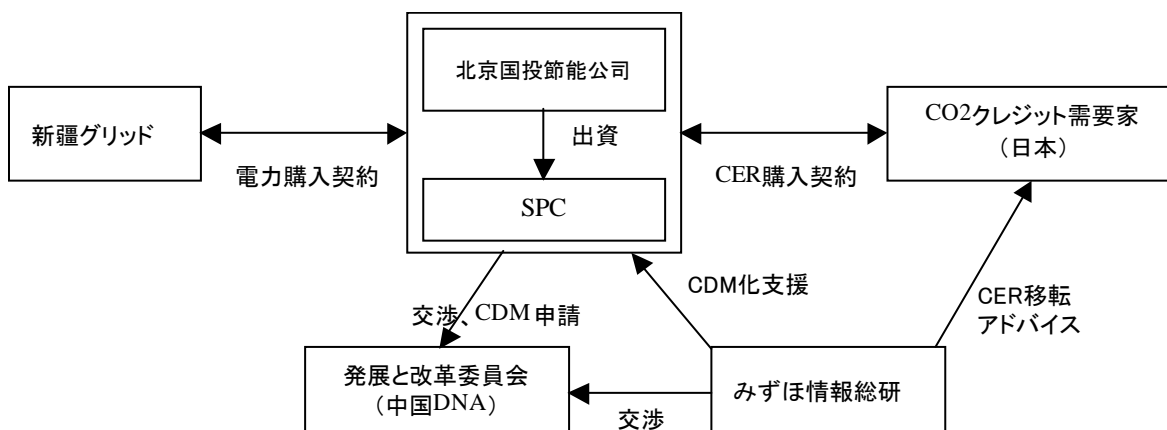 北京国投節能公司
新疆グリッド
出資
CO2クレジット需要家
（日本）
電力購入契約
CER購入契約
SPC
CDM化支援
交渉、CDM 申請
CER移転
アドバイス
発展と改革委員会
（中国DNA）
みずほ情報総研
交渉